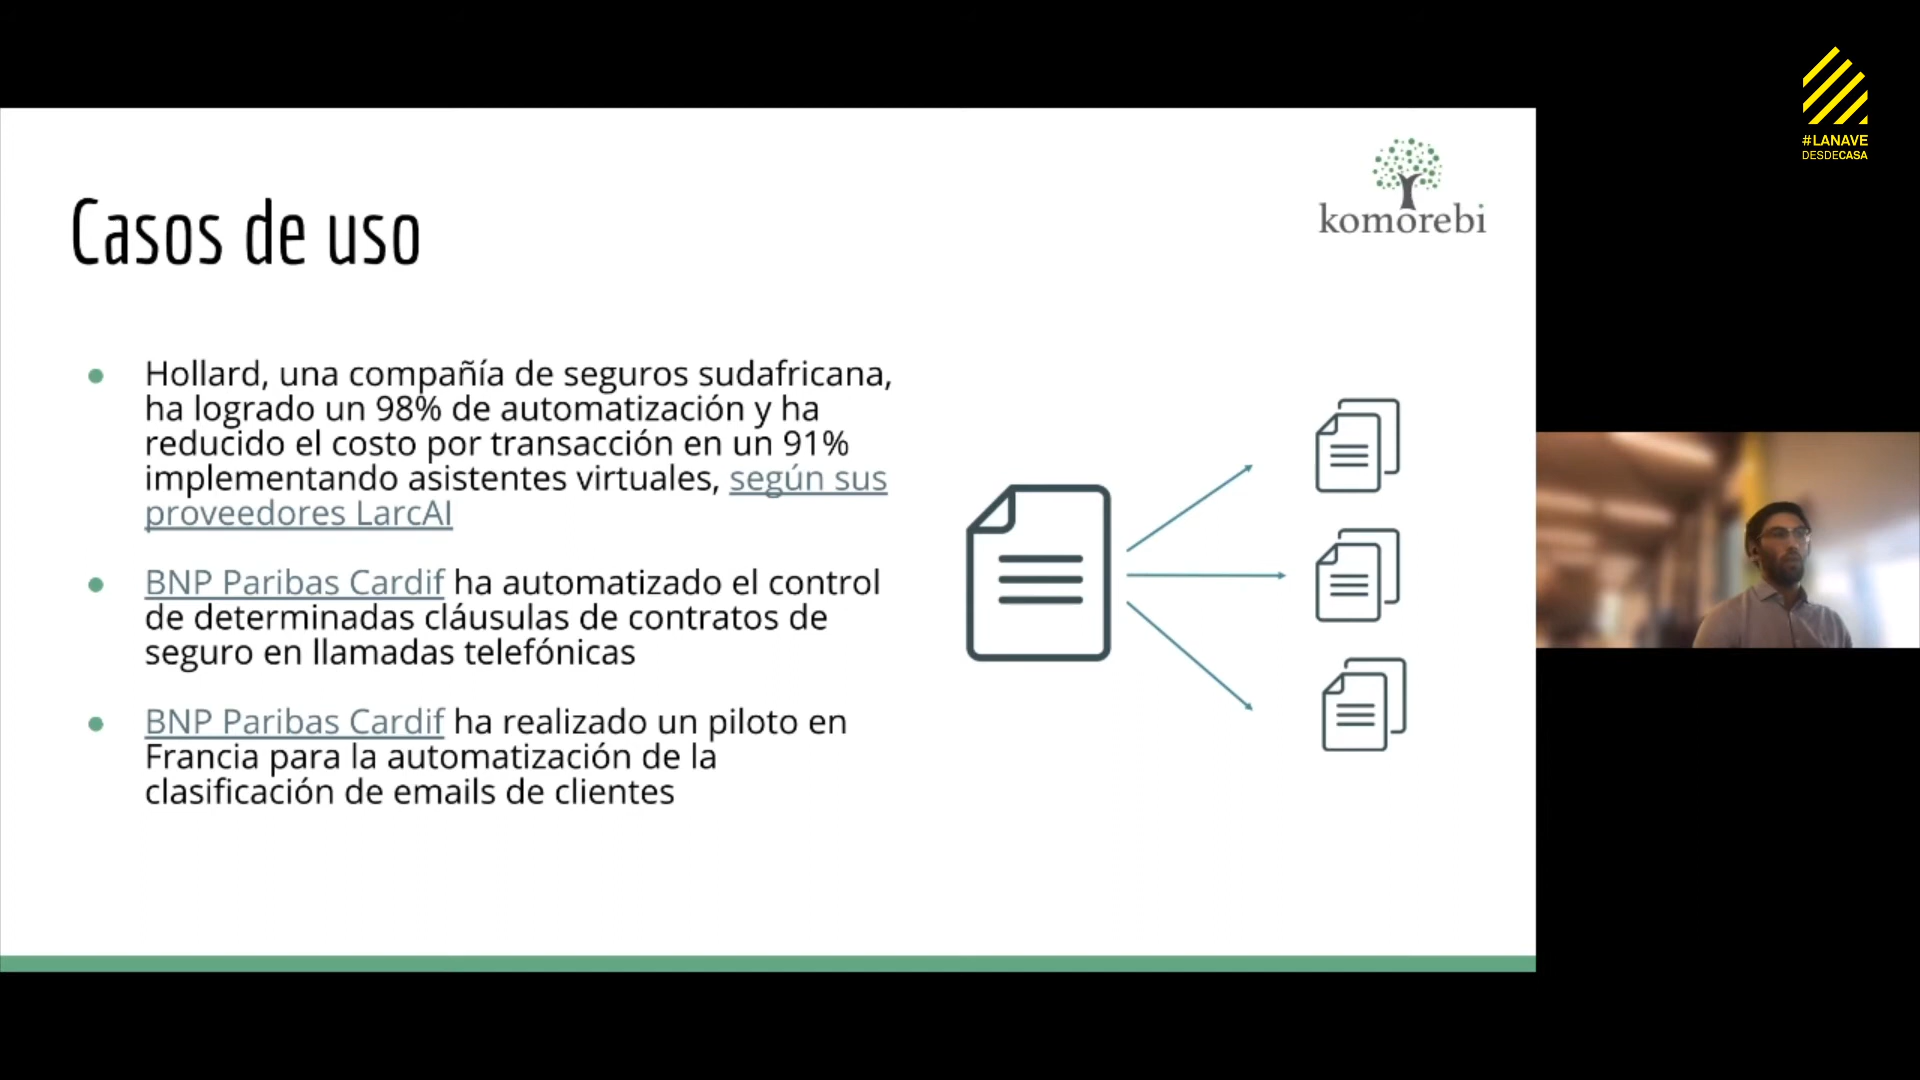 #LANAVE
DESDECASA
komorebi
Casos de uso
Hollard, una compañía de seguros sudafricana,
ha logrado un 98% de automatización y ha
reducido el costo por transacción en un 91%
implementando asistentes virtuales, según sus
proveedores LarcAI
BNP Paribas Cardif ha automatizado el control
de determinadas cláusulas de contratos de
seguro en llamadas telefónicas
BNP Paribas Cardif ha realizado un piloto en
Francia para la automatización de la
clasificación de emails de clientes